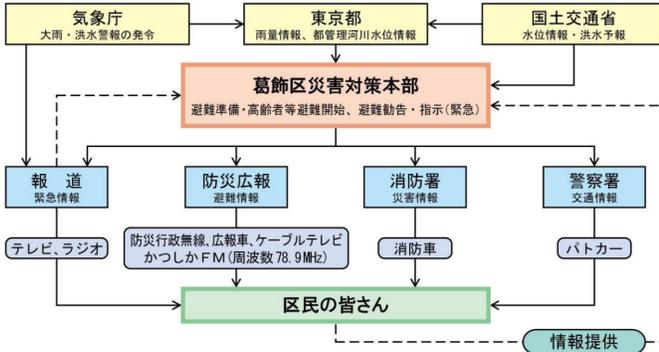 気象庁
大雨・洪水警報の発令
東京都
雨量情報、都管理河川水位情報
国土交通省
水位情報・洪水予報
葛飾区災害対策本部
避難準備・高齢者等避難開始、避難勧告・指示(緊急)
報　道
緊急情報
防災広報
避難情報
消防署
災害情報
警察署
交通情報
テレビ、ラジオ
防災行政無線、広報車、ケーブルテレビ
かつしかＦＭ(周波数78.9MHz)
消防車
パトカー
区民の皆さん
情報提供